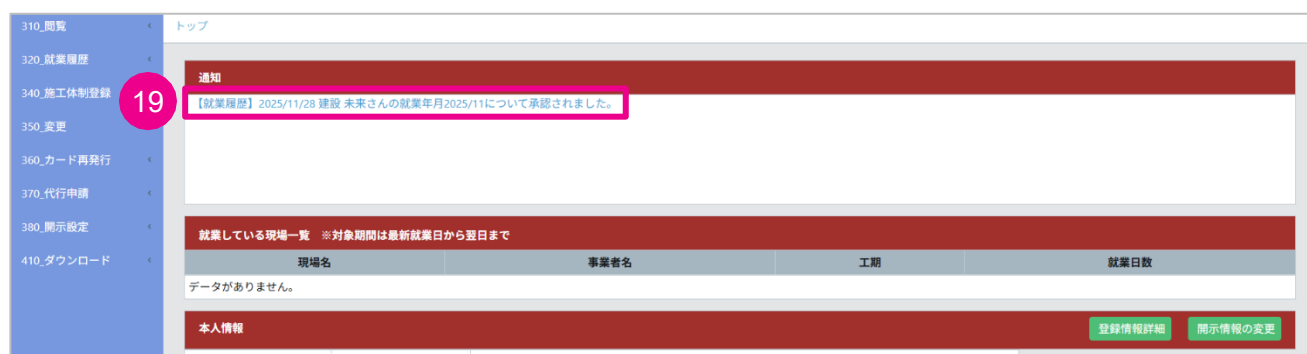 310_閲覧
トップ
320_就業履歴
通知
340_施工体制登録
19
【就業履歴】2025/11/28 建設 未来さんの就業年月2025/11について承認されました。
350_変更
360_カード再発行
370_代行申請
380_開示設定
就業している現場一覧 ※対象期間は最新就業日から翌日まで
410_ダウンロード
現場名 事業者名 工期 就業日数
データがありません。
本人情報 登録情報詳細 開示情報の変更